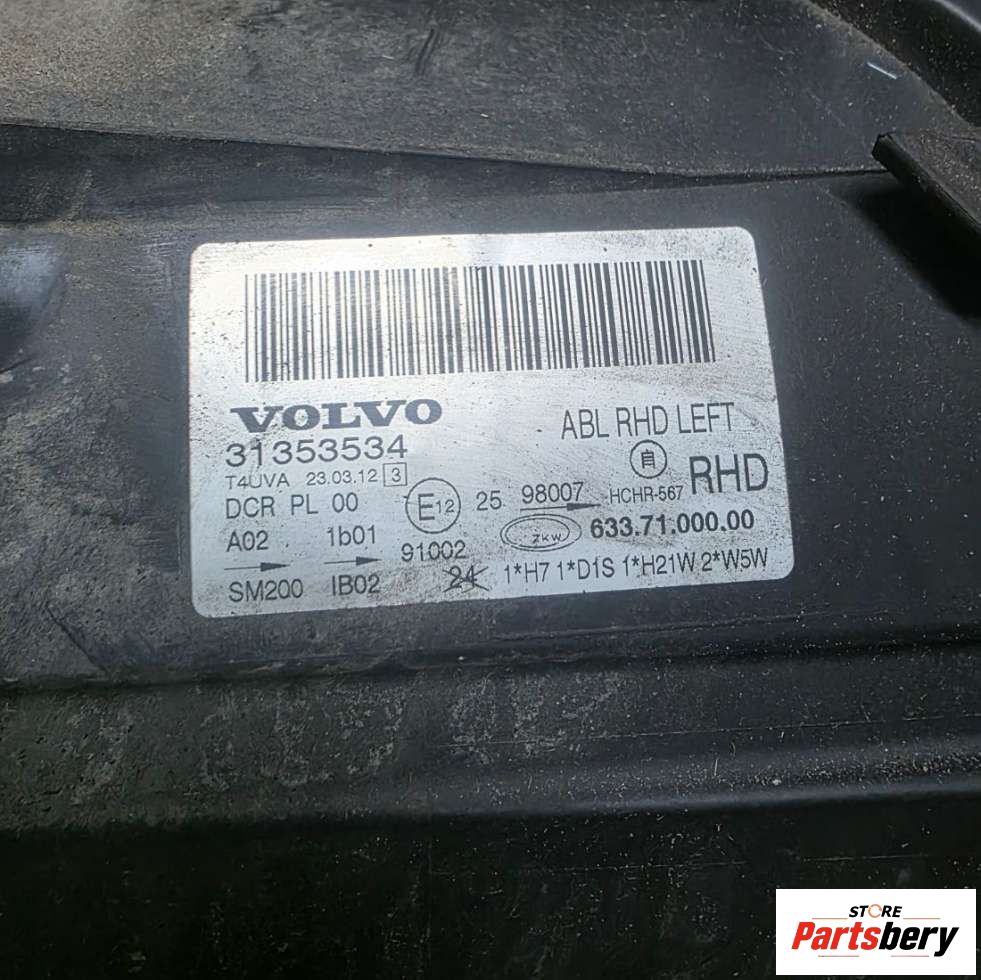 VOLVO
ABL RHD LEFT
31353534
T4UVA 23.03.12 3
自 RHD
DCR PL 00
E12 25 98007 HCHR-567
A02 1b01
91002
ZKW 633.71.000.00
SM200 IB02
24 1*H7 1*D1S 1*H21W 2*W5W
STORE
Partsbery